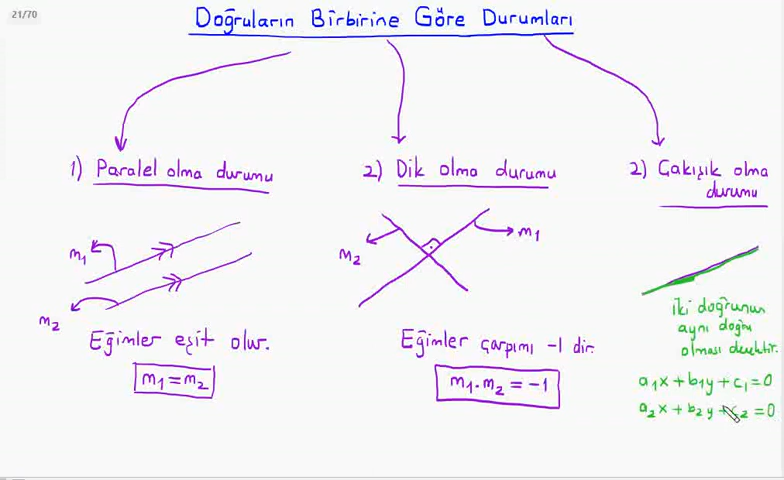 21/70
Doğruların Birbirine Göre Durumları
1) Paralel olma durumu
m₁
m₂
Eğimler eşit olur.
m₁ = m₂
2) Dik olma durumu
m₂
m₁
Eğimler çarpımı -1 dir.
m₁.m₂ = -1
2) Çakışık olma
durumu
iki doğrunun
aynı doğru
olması demektir.
a₁x + b₁y + c₁ = 0
a₂x + b₂y + c₂ = 0